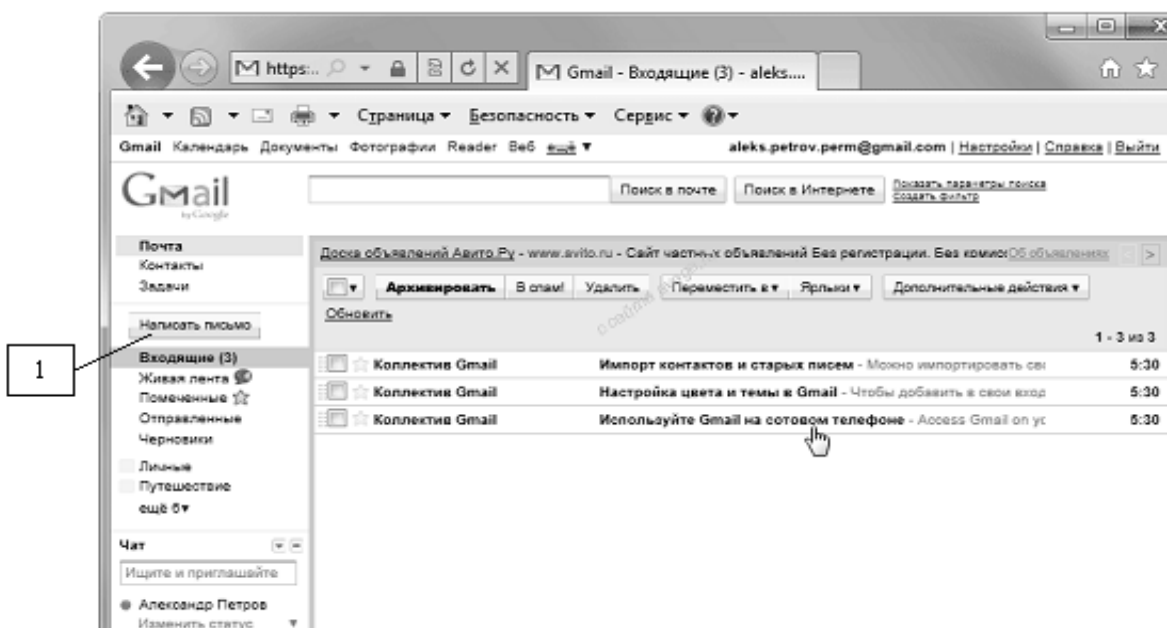 https:..
Gmail - Входящие (3) - aleks....
Страница Безопасность Сервис
Gmail Календарь Документы Фотографии Reader Веб ещё ▼ aleks.petrov.perm@gmail.com | Настройки | Справка | Выйти
Gmail
by Google
Поиск в почте Поиск в Интернете
Показать параметры поиска
Создать фильтр
Почта
Контакты
Задачи
Доска объявлений Авито.Ру - www.avito.ru - Сайт частных объявлений Без регистрации. Без комисс Об объявлениях < >
Архивировать В спам! Удалить Переместить в ▼ Ярлыки ▼ Дополнительные действия ▼
Обновить
1 - 3 из 3
Написать письмо
1
Входящие (3)
Живая лента
Помеченные
Отправленные
Черновики
Личные
Путешествие
ещё 6▼
Коллектив Gmail Импорт контактов и старых писем - Можно импортировать сво 5:30
Коллектив Gmail Настройка цвета и темы в Gmail - Чтобы добавить в свои вход 5:30
Коллектив Gmail Используйте Gmail на сотовом телефоне - Access Gmail on yo 5:30
Чат
Ищите и приглашайте
Александр Петров
Изменить статус